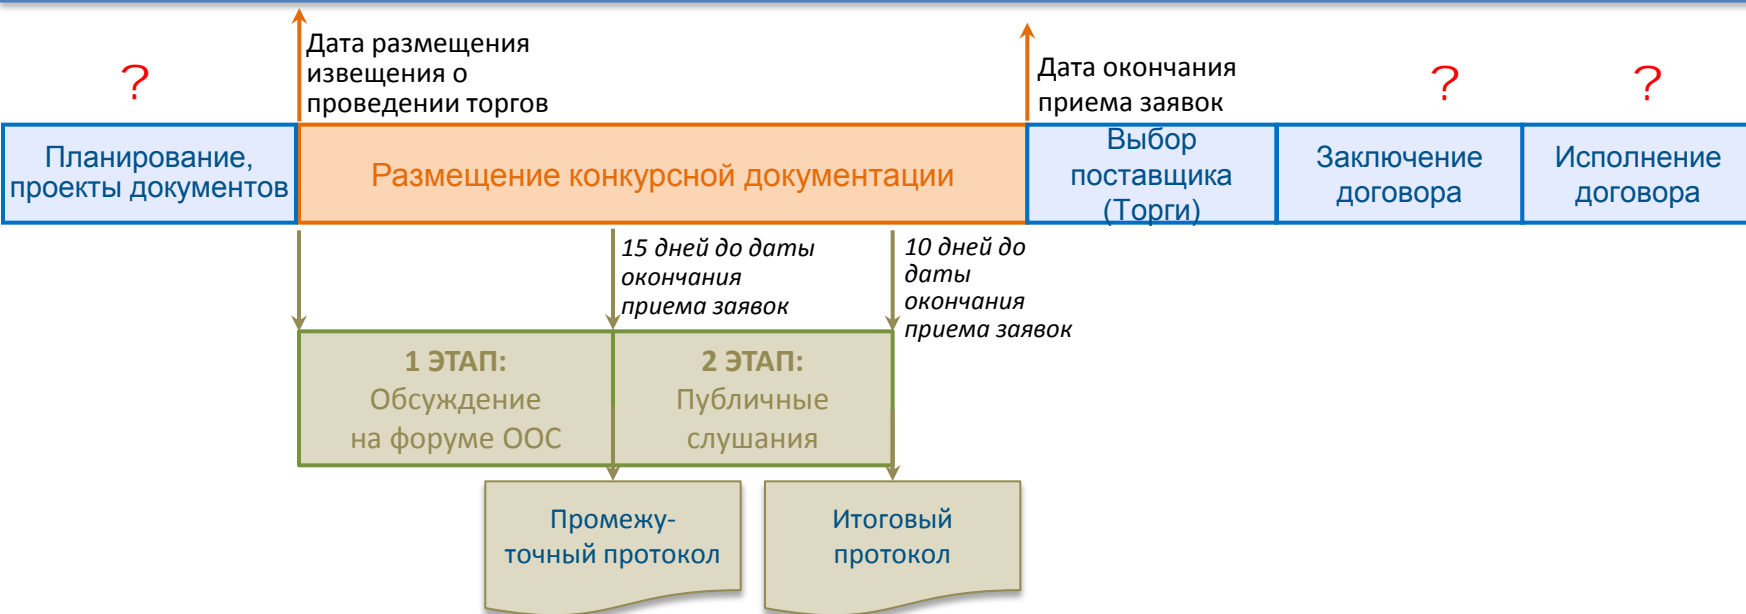 Дата размещения
извещения о
проведении торгов
Дата окончания
приема заявок
?
?
?
Планирование,
проекты документов
Размещение конкурсной документации
Выбор
поставщика
(Торги)
Заключение
договора
Исполнение
договора
15 дней до даты
окончания
приема заявок
10 дней до
даты
окончания
приема заявок
1 ЭТАП:
Обсуждение
на форуме ООС
2 ЭТАП:
Публичные
слушания
Промежу-
точный протокол
Итоговый
протокол